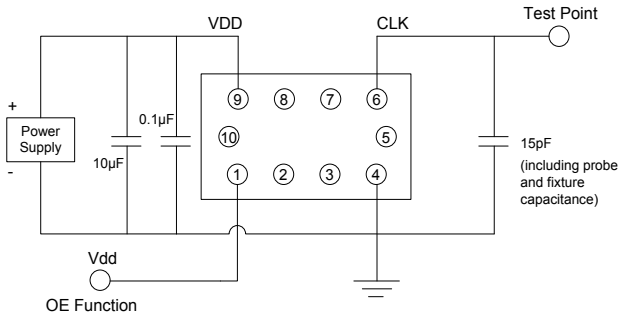 Test Point
VDD
CLK
+
Power
Supply
-
10µF
0.1µF
9
8
7
6
10
5
1
2
3
4
15pF
(including probe
and fixture
capacitance)
Vdd
OE Function